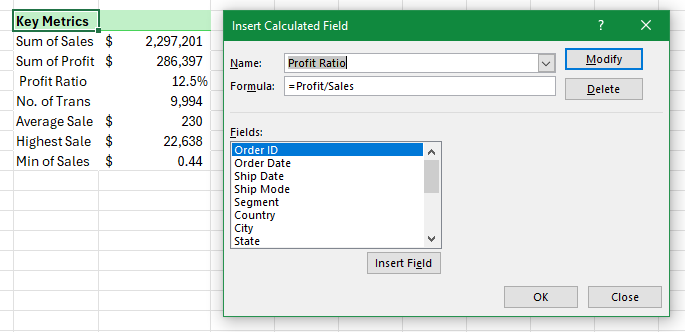 Key Metrics
Sum of Sales $ 2,297,201
Sum of Profit $ 286,397
Profit Ratio 12.5%
No. of Trans 9,994
Average Sale $ 230
Highest Sale $ 22,638
Min of Sales $ 0.44
Insert Calculated Field ? ×
Name: Profit Ratio Modify
Formula: =Profit/Sales Delete
Fields:
Order ID
Order Date
Ship Date
Ship Mode
Segment
Country
City
State
Insert Field
OK Close